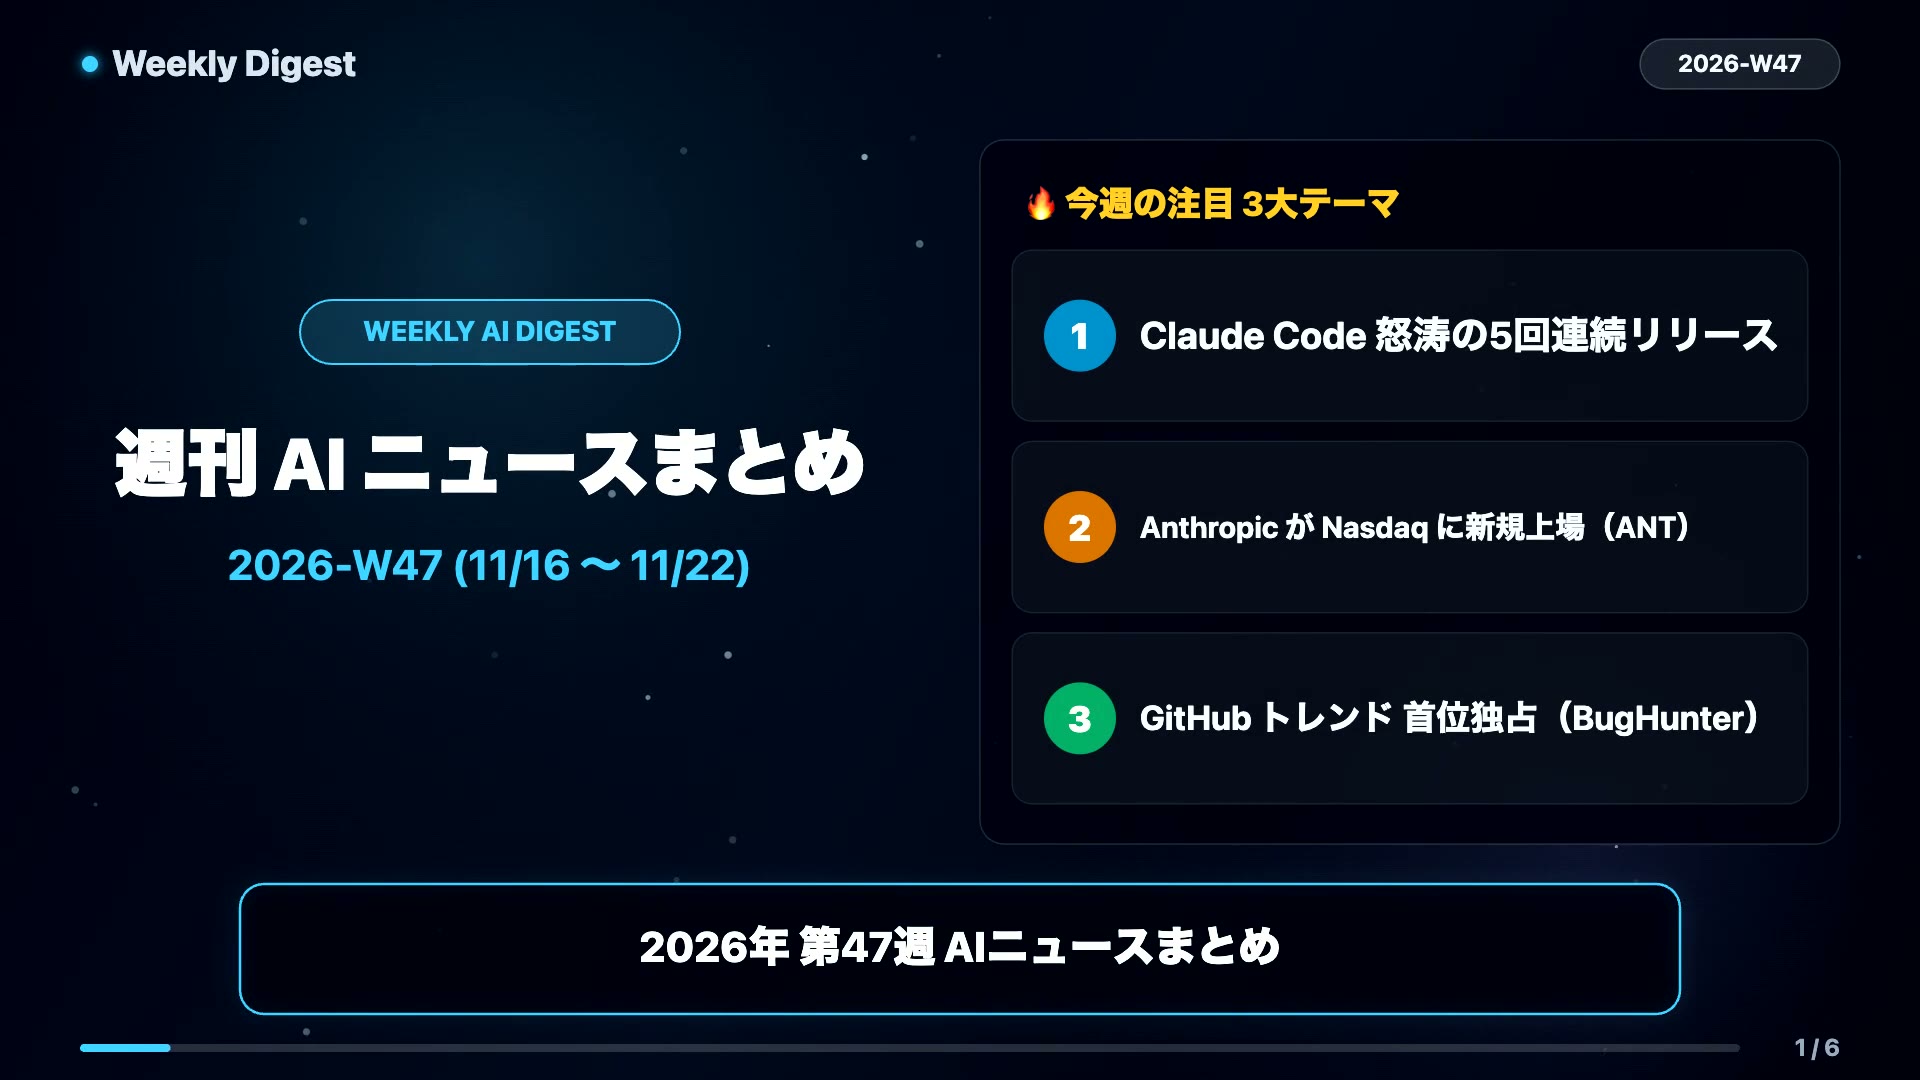 Weekly Digest
2026-W47
WEEKLY AI DIGEST
週刊 AI ニュースまとめ
2026-W47 (11/16 〜 11/22)
🔥 今週の注目 3大テーマ
1 Claude Code 怒涛の5回連続リリース
2 Anthropic が Nasdaq に新規上場（ANT）
3 GitHub トレンド 首位独占（BugHunter）
2026年 第47週 AIニュースまとめ
1 / 6